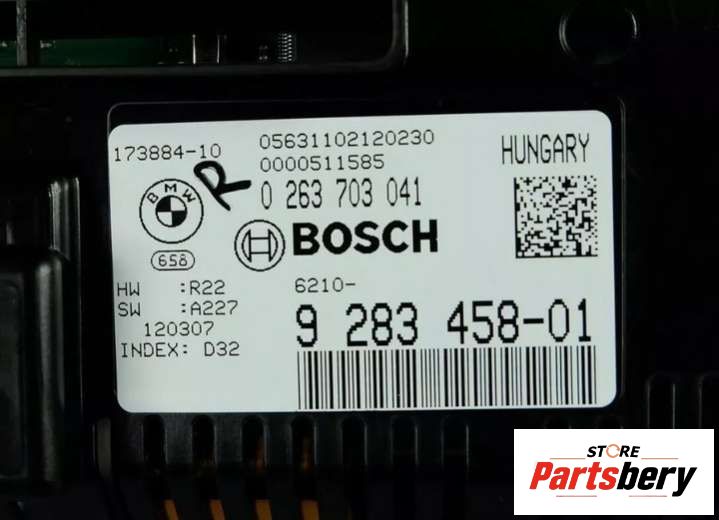 173884-10
05631102120230
0000511585
HUNGARY
BMW
R
0 263 703 041
BOSCH
658
HW :R22
SW :A227
120307
INDEX: D32
6210-
9 283 458-01
STORE
Partsbery